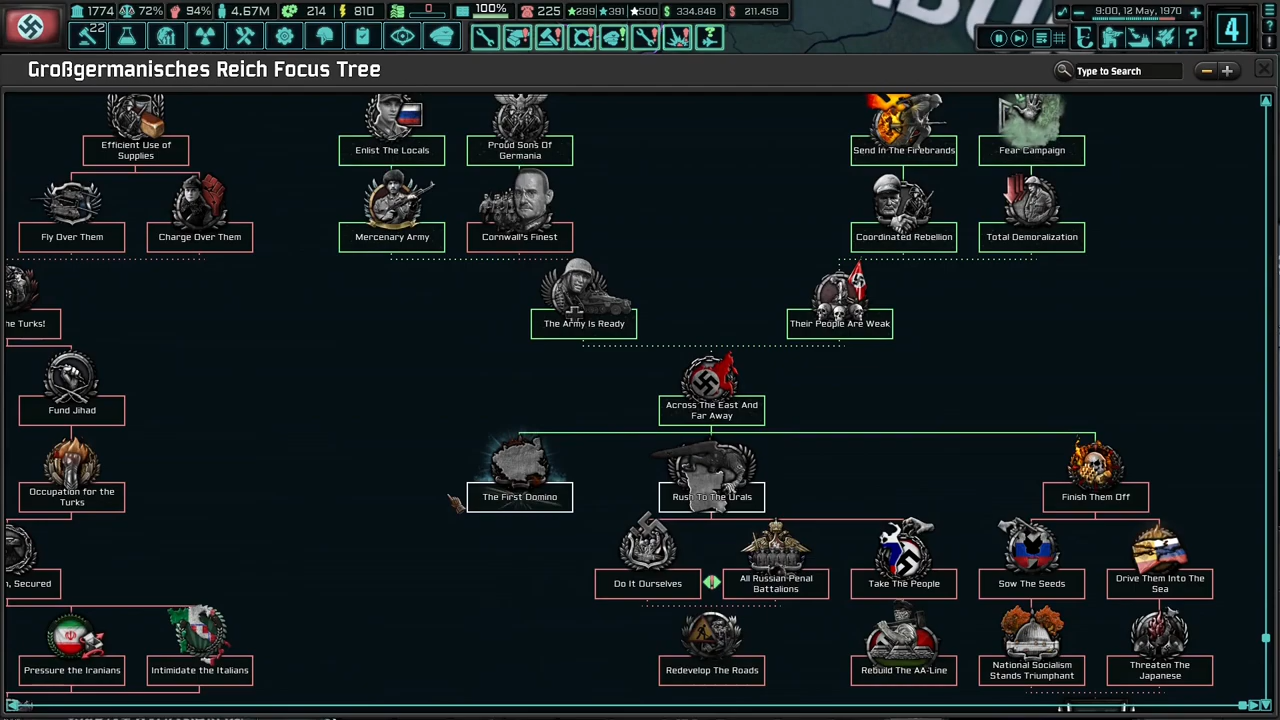 1774 72% 94% 4.67M 214 810 100% 225 ★299 ★391 ★500 $ 334.84B $ 211.45B 9:00, 12 May, 1970
22 4
Großgermanisches Reich Focus Tree
Type to Search
Efficient Use of
Supplies
Enlist The Locals
Proud Sons Of
Germania
Send In The Firebrands
Fear Campaign
Fly Over Them
Charge Over Them
Mercenary Army
Cornwall's Finest
Coordinated Rebellion
Total Demoralization
he Turks!
The Army Is Ready
Their People Are Weak
Fund Jihad
Across The East And
Far Away
Occupation for the
Turks
The First Domino
Rush To The Urals
Finish Them Off
n, Secured
Do It Ourselves
All Russian Penal
Battalions
Take The People
Sow The Seeds
Drive Them Into The
Sea
Pressure the Iranians
Intimidate the Italians
Redevelop The Roads
Rebuild The AA-Line
National Socialism
Stands Triumphant
Threaten The
Japanese